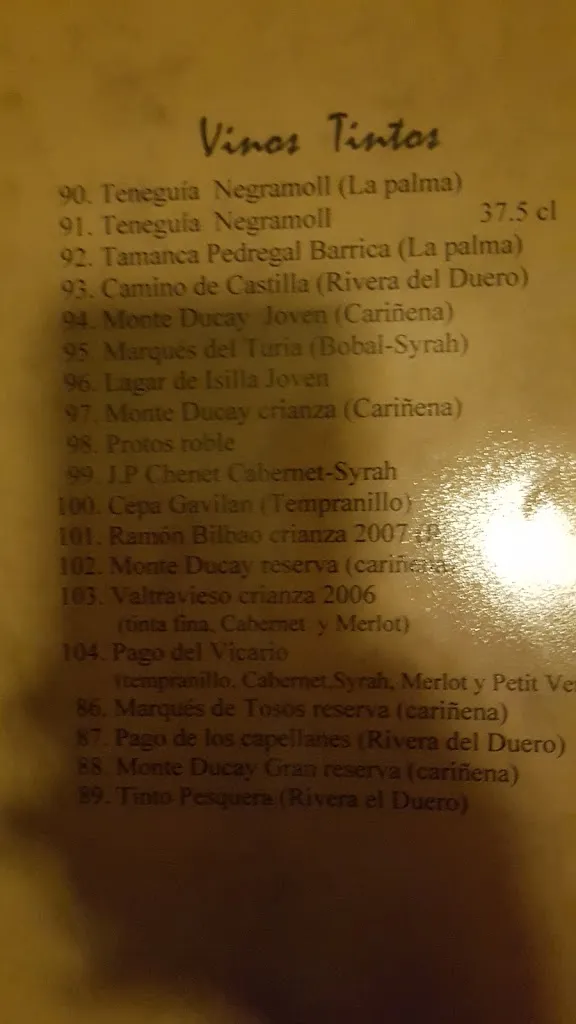 Vinos Tintos
90. Teneguía Negramoll (La palma)
91. Teneguía Negramoll 37.5 cl
92. Tamanca Pedregal Barrica (La palma)
93. Camino de Castilla (Rivera del Duero)
94. Monte Ducay Joven (Cariñena)
95. Marqués del Turia (Bobal-Syrah)
96. Lagar de Isilla Joven
97. Monte Ducay crianza (Cariñena)
98. Protos roble
99. J.P Chenet Cabernet-Syrah
100. Cepa Gavilan (Tempranillo)
101. Ramón Bilbao crianza 2007
102. Monte Ducay reserva (cariñena)
103. Valtravieso crianza 2006
(tinta fina, Cabernet y Merlot)
104. Pago del Vicario
(tempranillo, Cabernet,Syrah, Merlot y Petit
86. Marqués de Tosos reserva (cariñena)
87. Pago de los capellanes (Rivera del Duero)
88. Monte Ducay Gran reserva (cariñena)
89. Tinto Pesquera (Rivera el Duero)